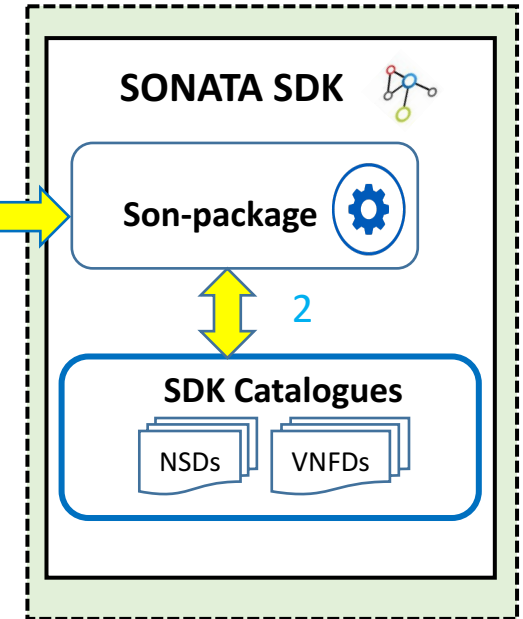 SONATA SDK
Son-package
2
SDK Catalogues
NSDs VNFDs